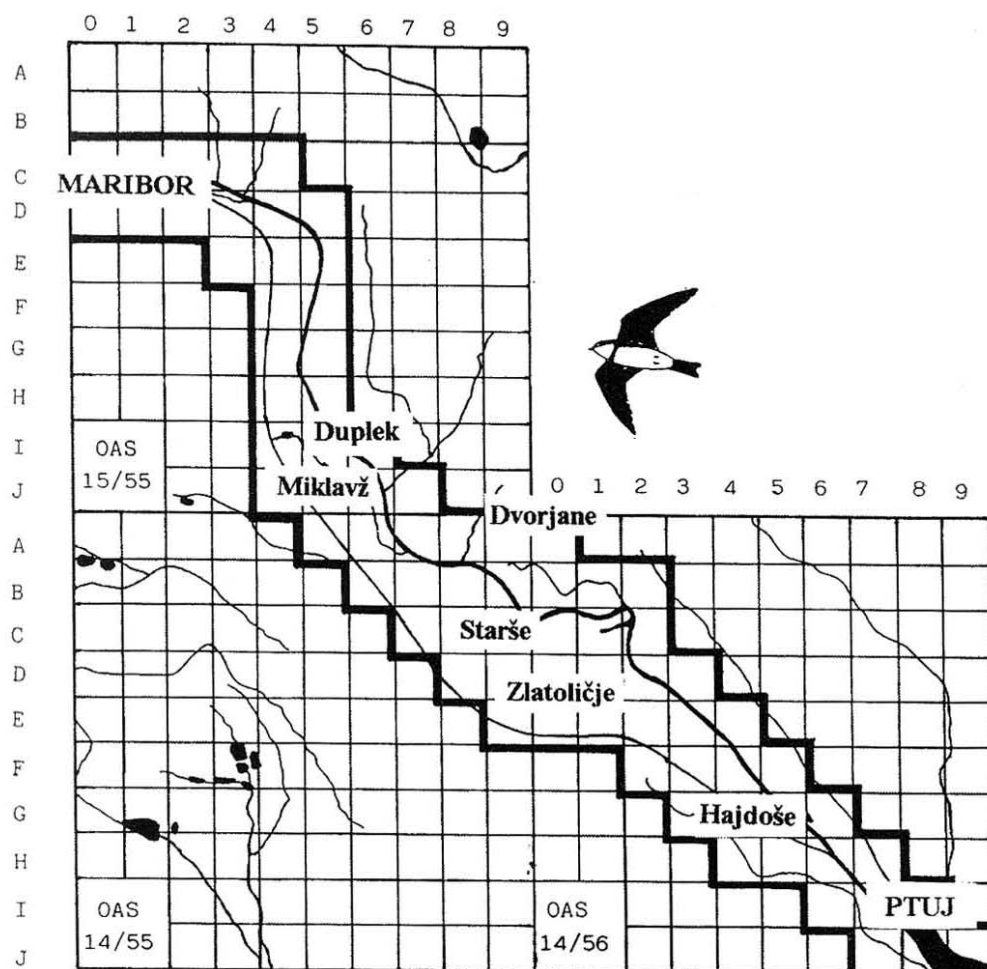 0 1 2 3 4 5 6 7 8 9
A
B
C
MARIBOR
D
E
F
G
H
Duplek
I
OAS
15/55
J
Miklavž
0 1 2 3 4 5 6 7 8 9
Dvorjane
A
B
C
Starše
D
Zlatoličje
E
F
G
Hajdoše
H
I
OAS
14/55
OAS
14/56
PTUJ
J